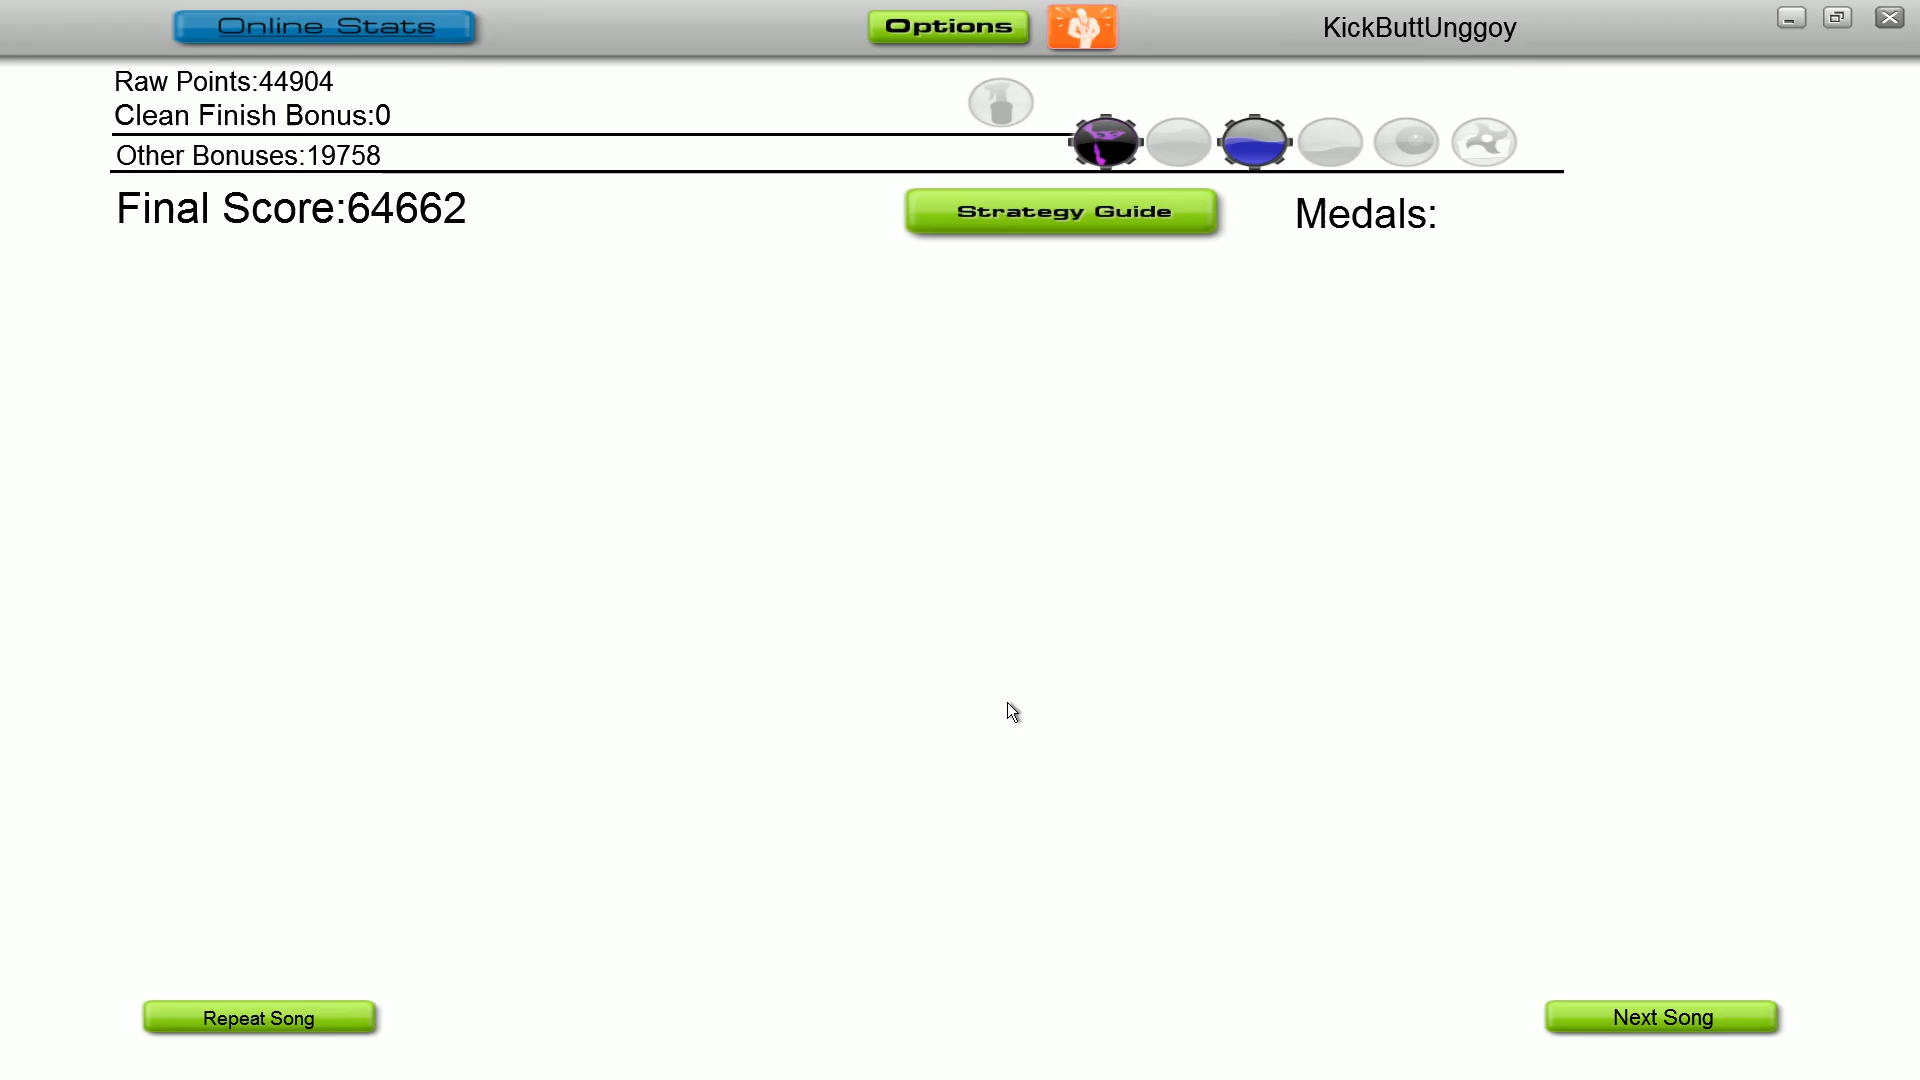 Online Stats
Options
KickButtUnggoy
Raw Points:44904
Clean Finish Bonus:0
Other Bonuses:19758
Final Score:64662
Strategy Guide
Medals:
Repeat Song
Next Song